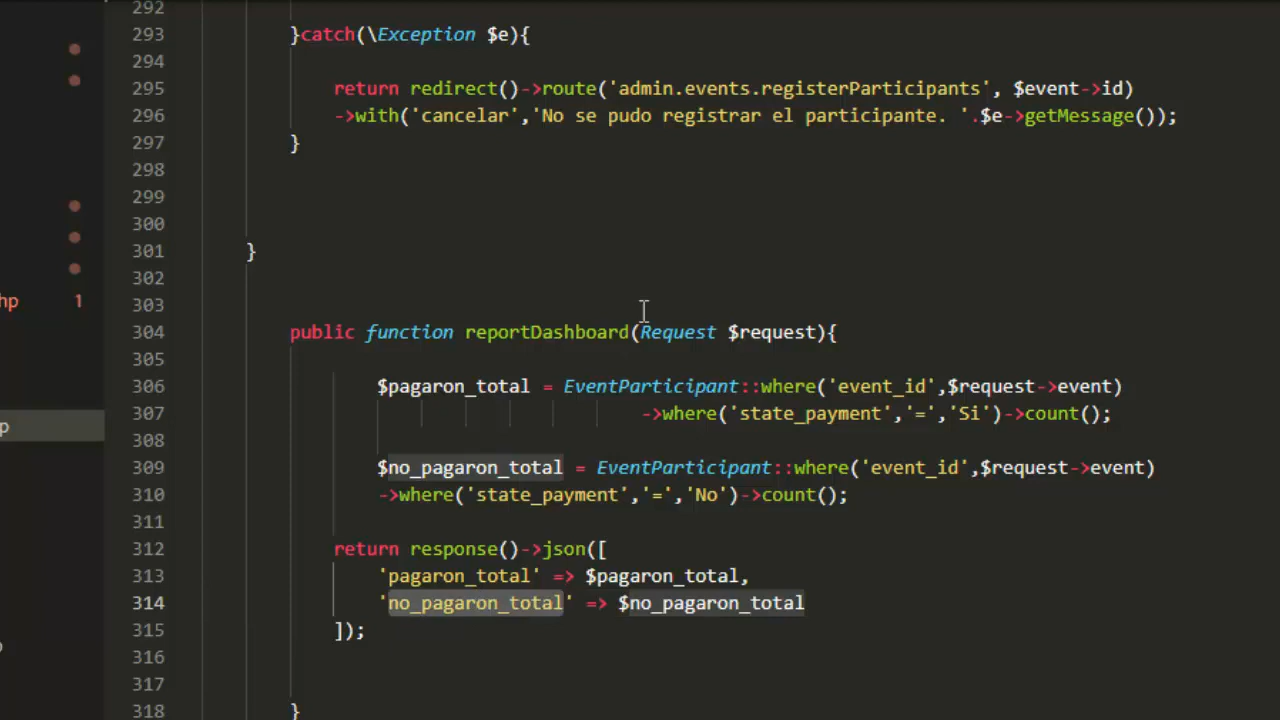 292
293 }catch(\Exception $e){
294
295 return redirect()->route('admin.events.registerParticipants', $event->id)
296 ->with('cancelar','No se pudo registrar el participante. '.$e->getMessage());
297 }
298
299
300
301 }
302
hp 1 303
304 public function reportDashboard(Request $request){
305
306 $pagaron_total = EventParticipant::where('event_id',$request->event)
307 ->where('state_payment','=','Si')->count();
308
309 $no_pagaron_total = EventParticipant::where('event_id',$request->event)
310 ->where('state_payment','=','No')->count();
311
312 return response()->json([
313 'pagaron_total' => $pagaron_total,
314 'no_pagaron_total' => $no_pagaron_total
315 ]);
316
317
318 }